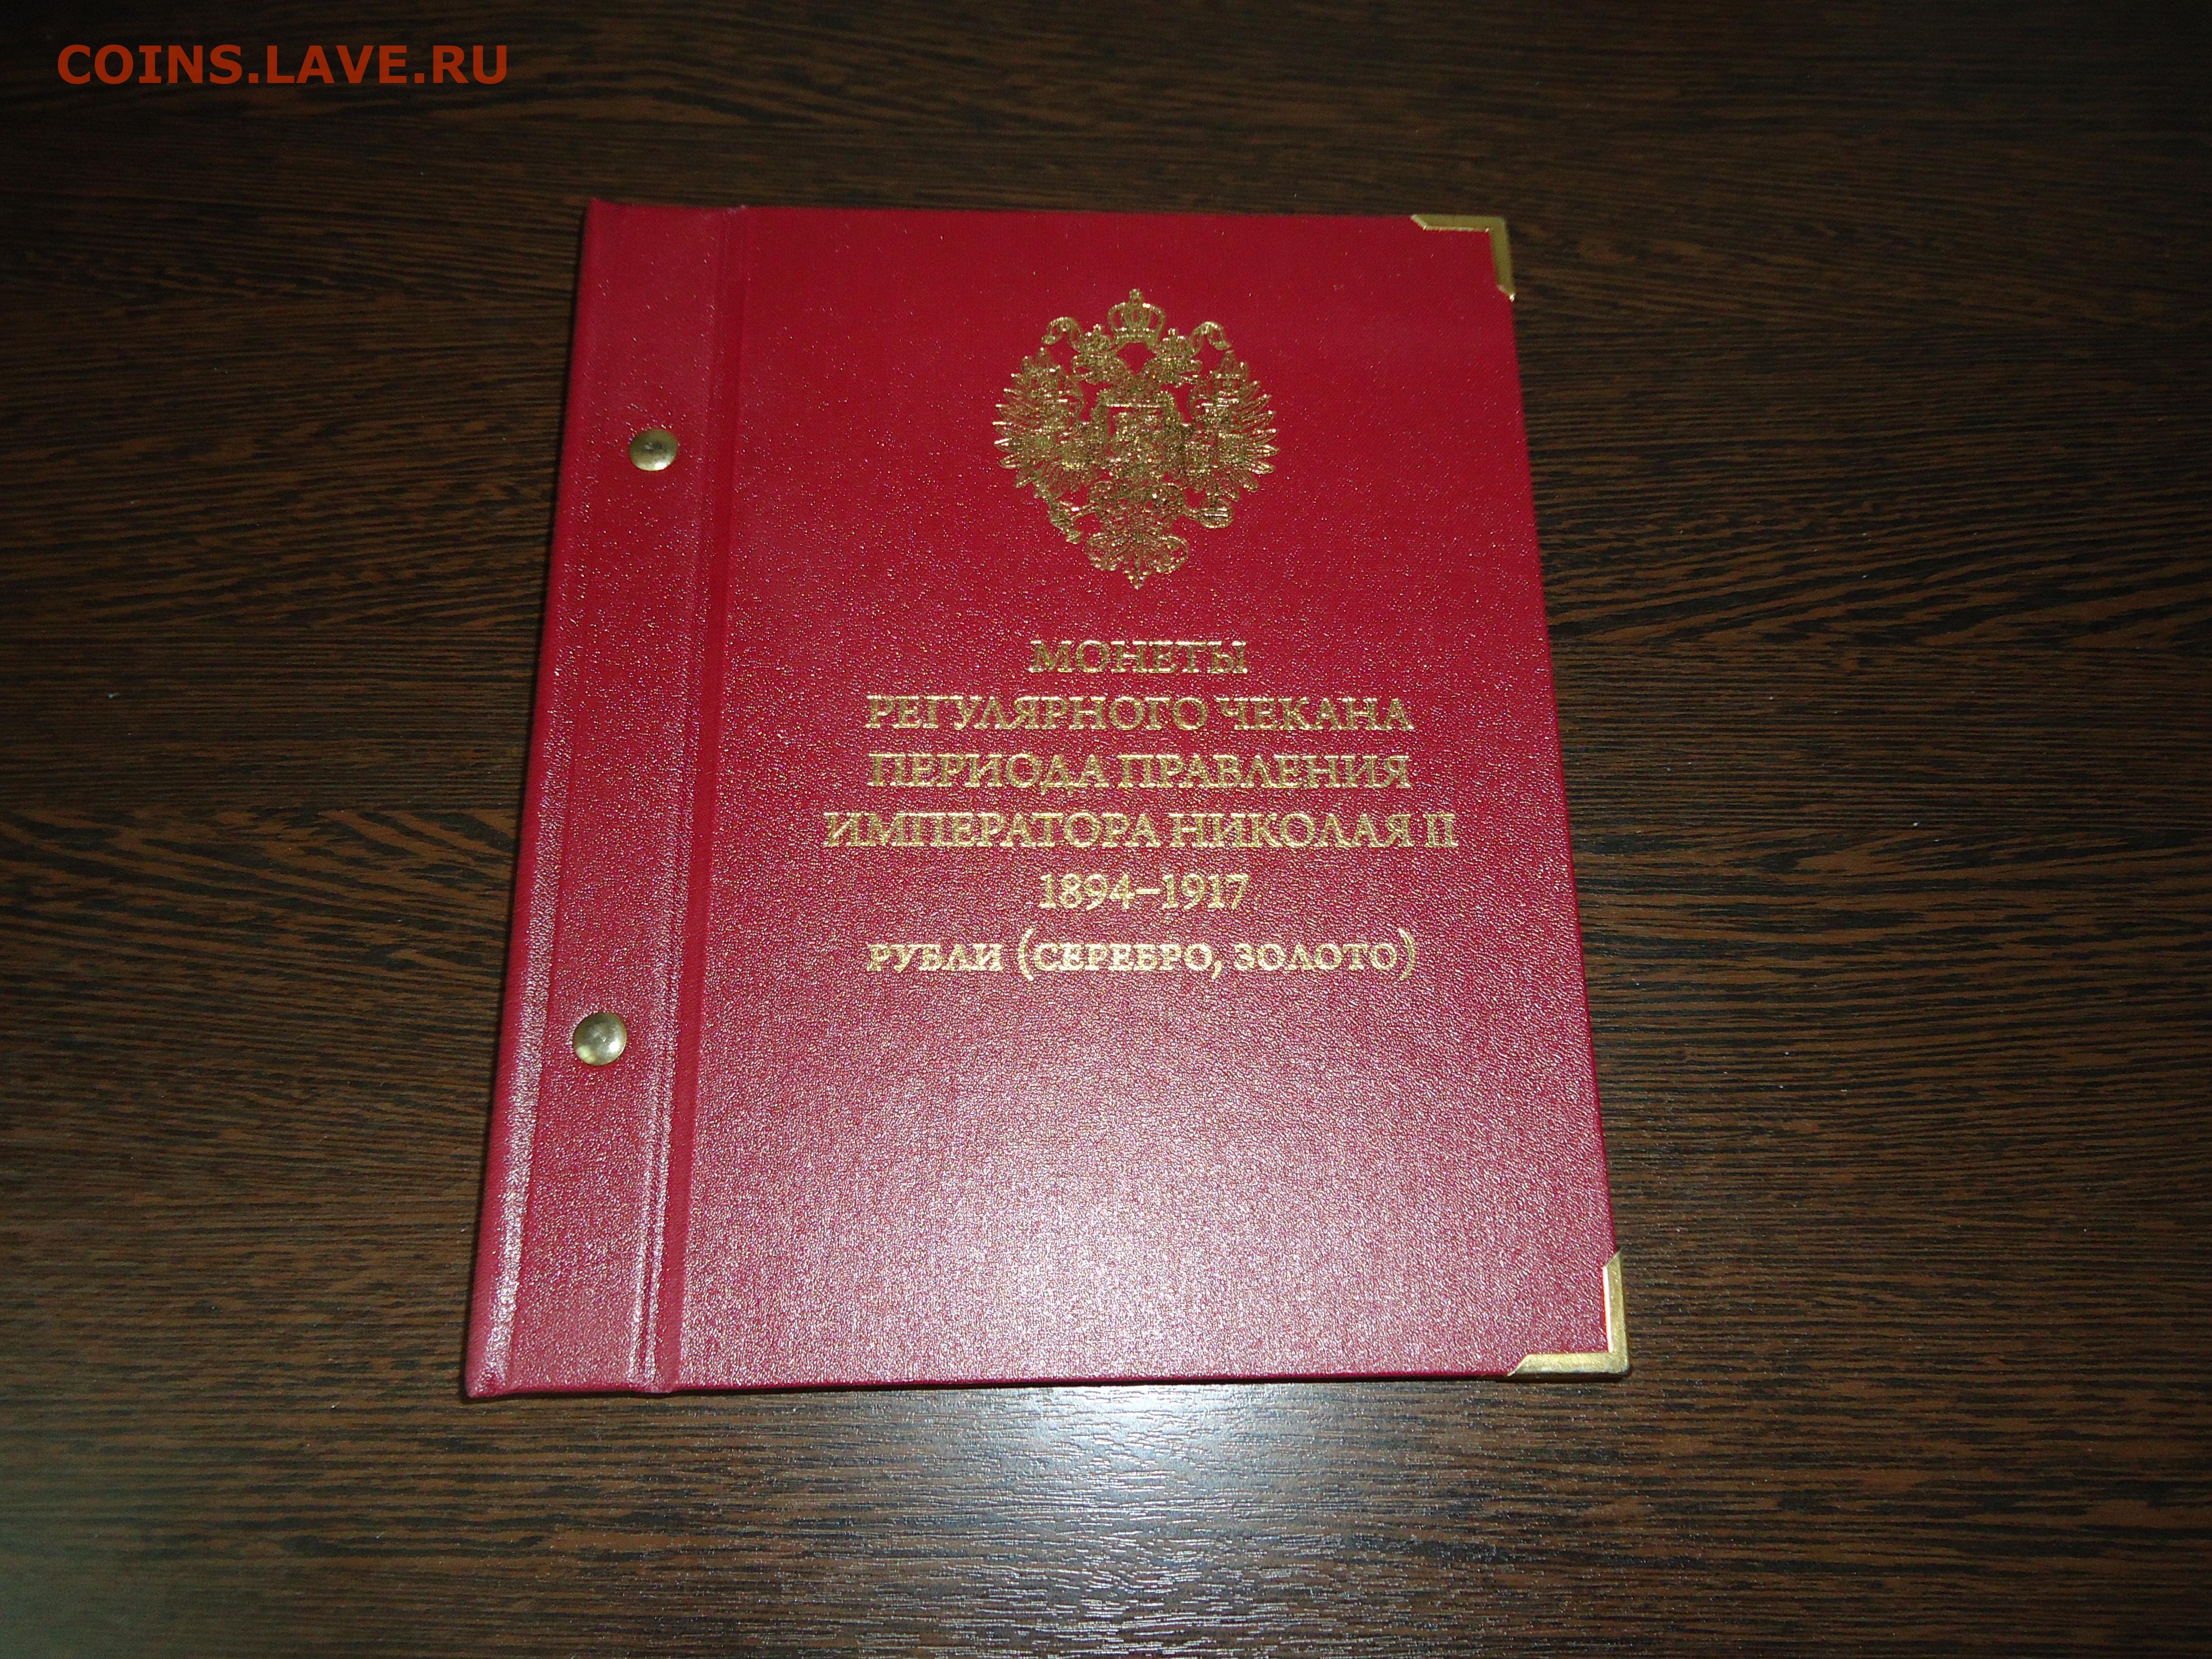 COINS.LAVE.RU
МОНЕТЫ
РЕГУЛЯРНОГО ЧЕКАНА
ПЕРИОДА ПРАВЛЕНИЯ
ИМПЕРАТОРА НИКОЛАЯ II
1894–1917
РУБЛИ (СЕРЕБРО, ЗОЛОТО)